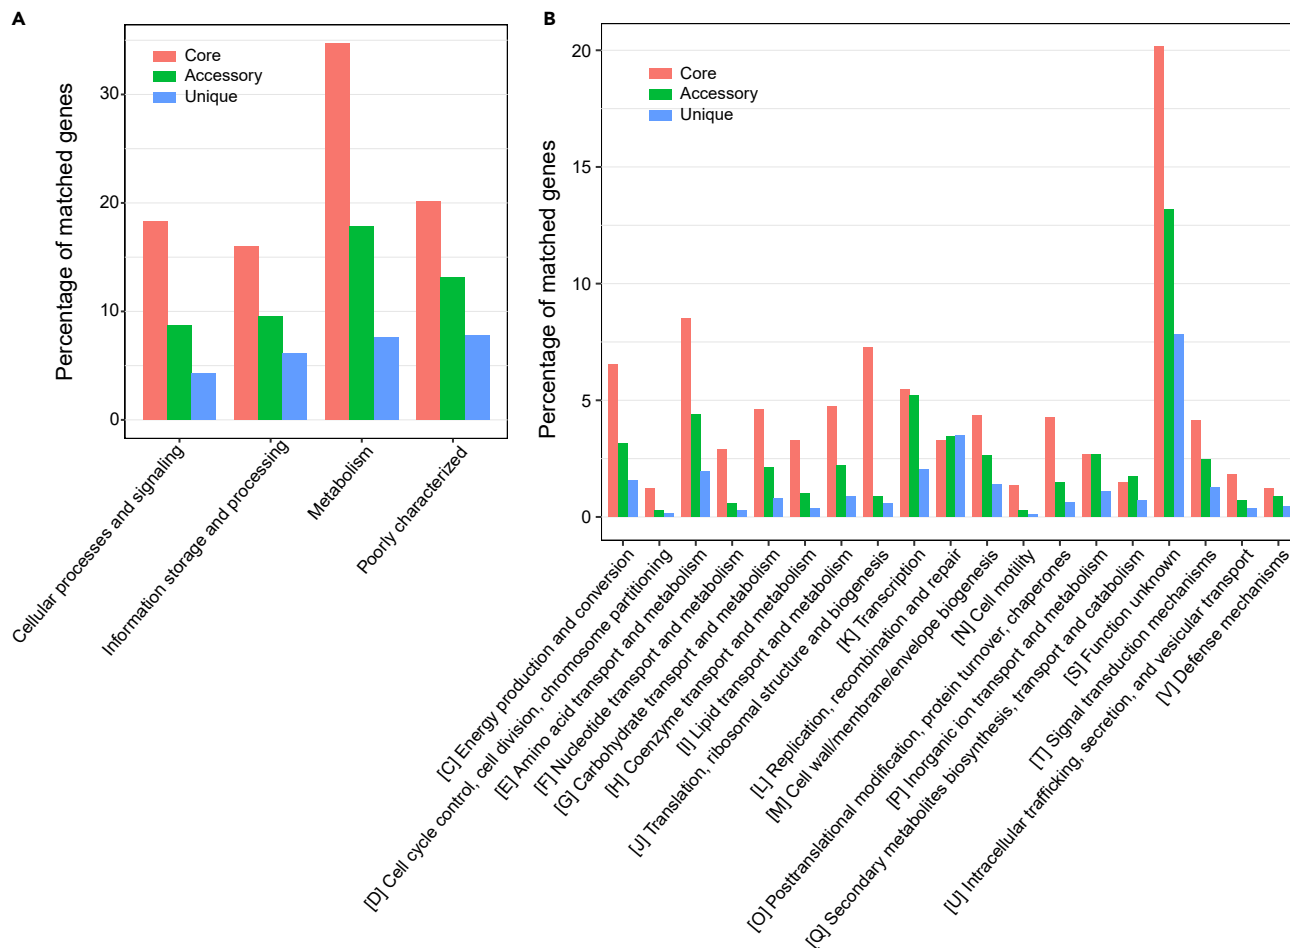 A
Core
Accessory
Unique
Percentage of matched genes
30
20
10
0
Cellular processes and signaling
Information storage and processing
Metabolism
Poorly characterized
B
Core
Accessory
Unique
Percentage of matched genes
20
15
10
5
0
[C] Energy production and conversion
[D] Cell cycle control, cell division, chromosome partitioning
[E] Amino acid transport and metabolism
[F] Nucleotide transport and metabolism
[G] Carbohydrate transport and metabolism
[H] Coenzyme transport and metabolism
[I] Lipid transport and metabolism
[J] Translation, ribosomal structure and biogenesis
[K] Transcription
[L] Replication, recombination and repair
[M] Cell wall/membrane/envelope biogenesis
[N] Cell motility
[O] Posttranslational modification, protein turnover, chaperones
[P] Inorganic ion transport and metabolism
[Q] Secondary metabolites biosynthesis, transport and catabolism
[S] Function unknown
[T] Signal transduction mechanisms
[U] Intracellular trafficking, secretion, and vesicular transport
[V] Defense mechanisms